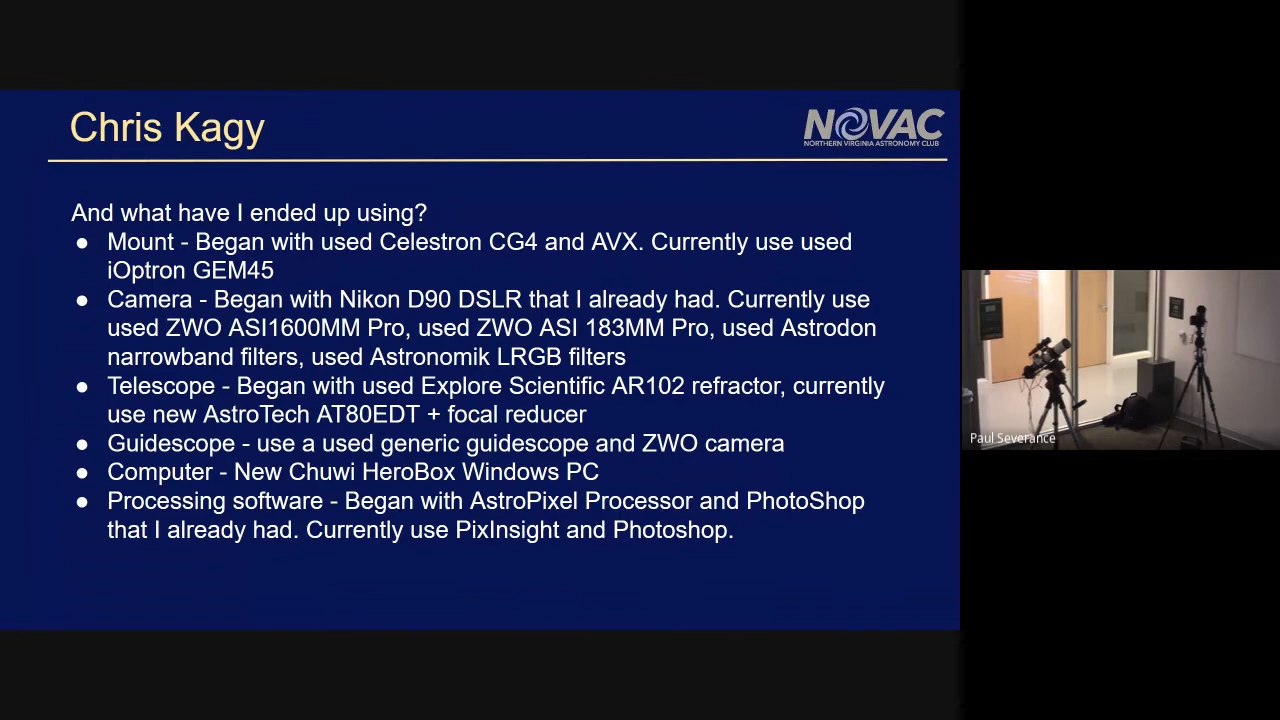 Chris Kagy
NOVAC
NORTHERN VIRGINIA ASTRONOMY CLUB
And what have I ended up using?
● Mount - Began with used Celestron CG4 and AVX. Currently use used
iOptron GEM45
● Camera - Began with Nikon D90 DSLR that I already had. Currently use
used ZWO ASI1600MM Pro, used ZWO ASI 183MM Pro, used Astrodon
narrowband filters, used Astronomik LRGB filters
● Telescope - Began with used Explore Scientific AR102 refractor, currently
use new AstroTech AT80EDT + focal reducer
● Guidescope - use a used generic guidescope and ZWO camera
● Computer - New Chuwi HeroBox Windows PC
● Processing software - Began with AstroPixel Processor and PhotoShop
that I already had. Currently use PixInsight and Photoshop.
Paul Severance